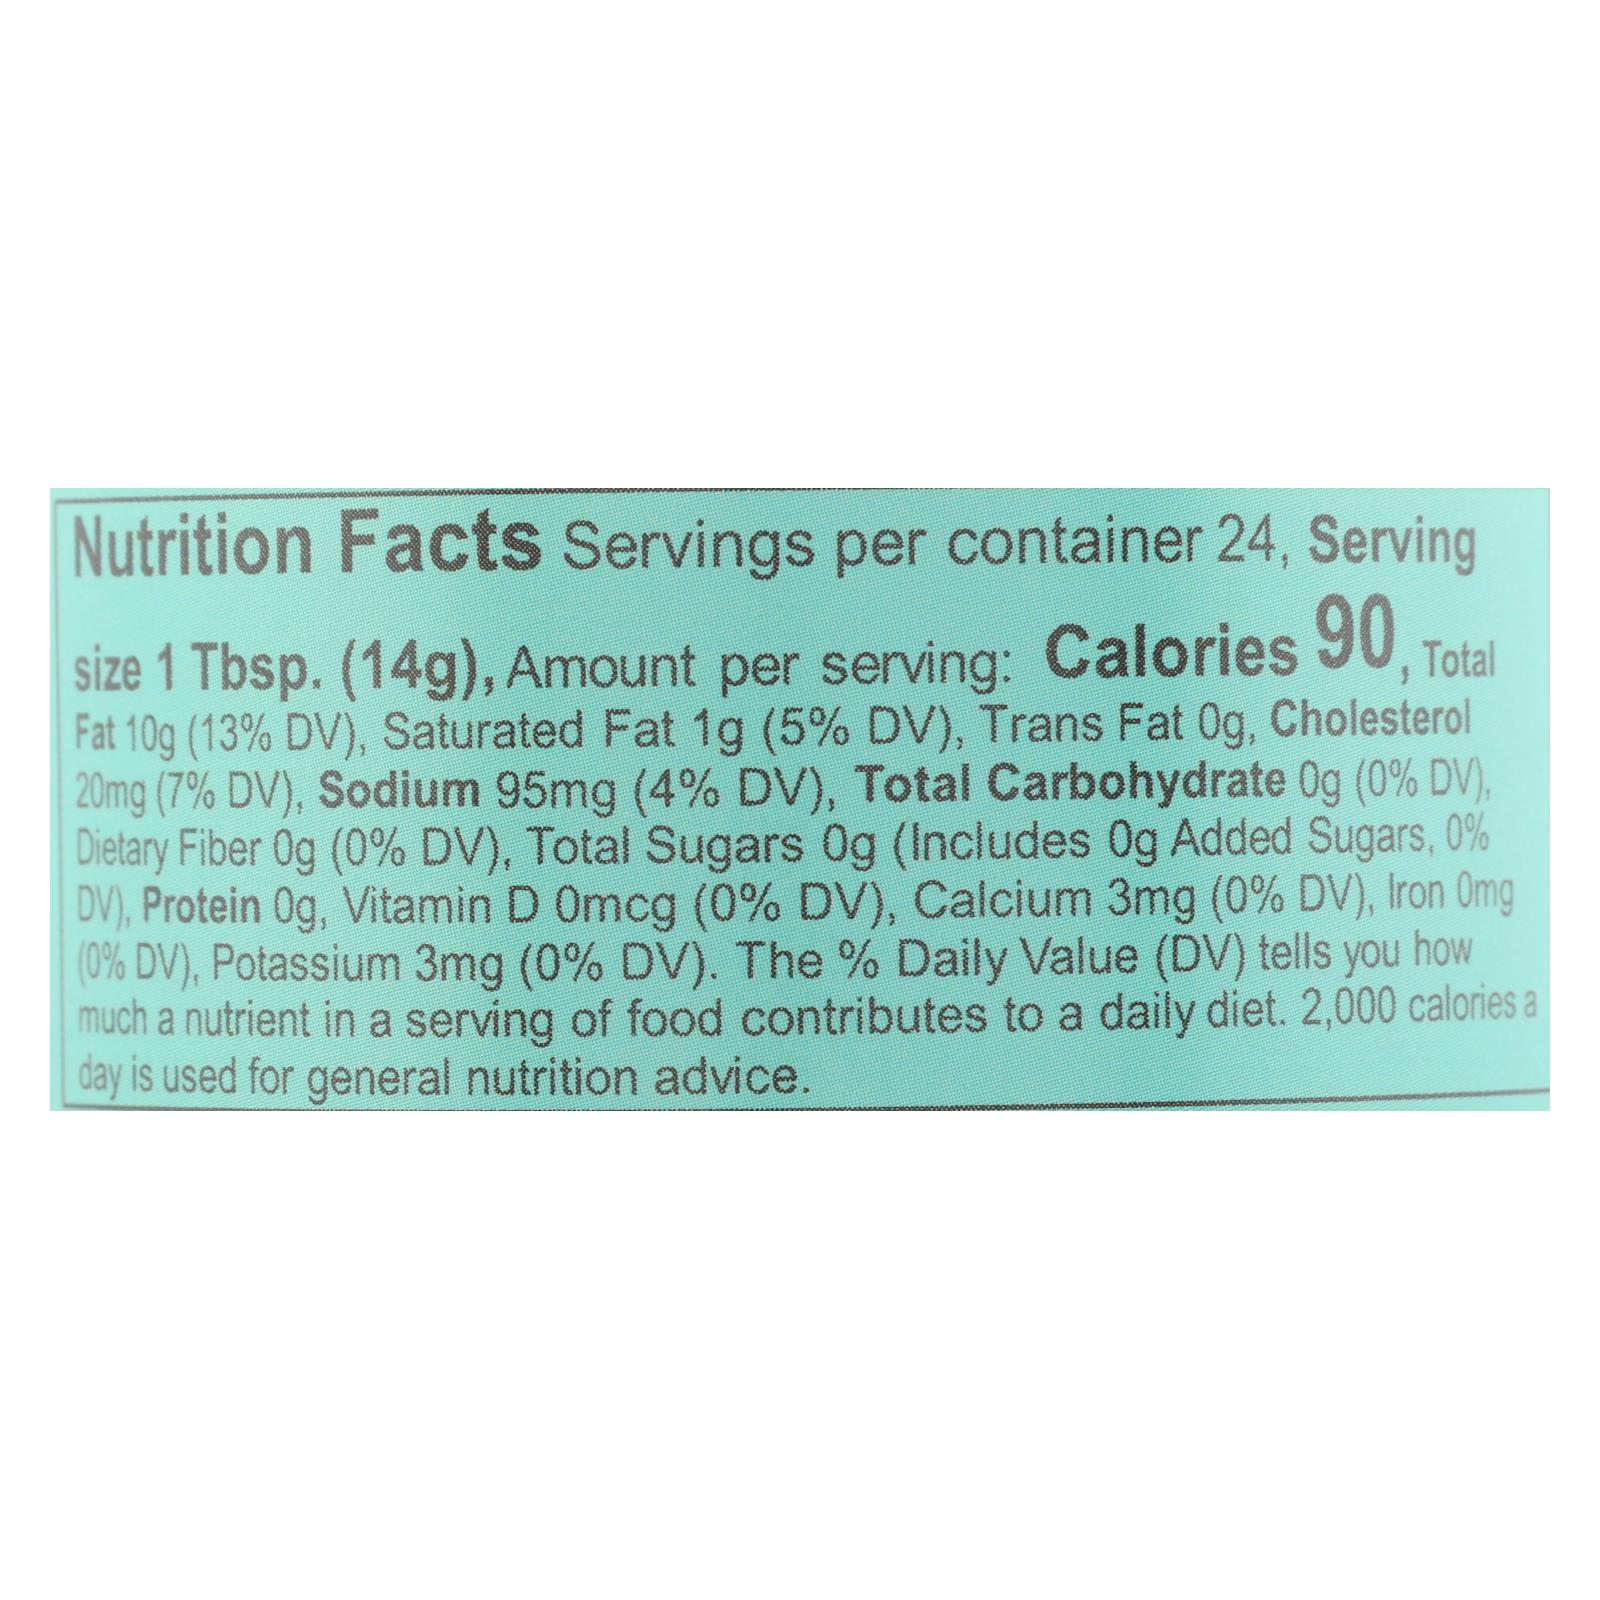 Nutrition Facts Servings per container 24, Serving
size 1 Tbsp. (14g), Amount per serving: Calories 90, Total
Fat 10g (13% DV), Saturated Fat 1g (5% DV), Trans Fat 0g, Cholesterol
20mg (7% DV), Sodium 95mg (4% DV), Total Carbohydrate 0g (0% DV),
Dietary Fiber 0g (0% DV), Total Sugars 0g (Includes 0g Added Sugars, 0%
DV), Protein 0g, Vitamin D 0mcg (0% DV), Calcium 3mg (0% DV), Iron 0mg
(0% DV), Potassium 3mg (0% DV). The % Daily Value (DV) tells you how
much a nutrient in a serving of food contributes to a daily diet. 2,000 calories a
day is used for general nutrition advice.